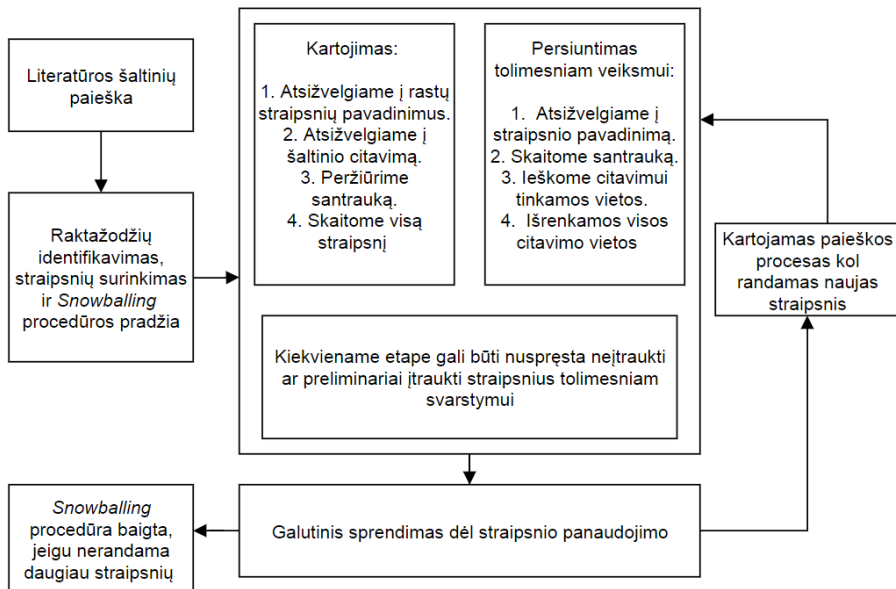 Literatūros šaltinių
paieška
Raktažodžių
identifikavimas,
straipsnių surinkimas
ir Snowballing
procedūros pradžia
Kartojimas:
1. Atsižvelgiame į rastų
straipsnių pavadinimus.
2. Atsižvelgiame į
šaltinio citavimą.
3. Peržiūrime
santrauką.
4. Skaitome visą
straipsnį
Persiuntimas
tolimesniam veiksmui:
1. Atsižvelgiame į
straipsnio pavadinimą.
2. Skaitome santrauką.
3. Ieškome citavimui
tinkamos vietos.
4. Išrenkamos visos
citavimo vietos
Kiekviename etape gali būti nuspręsta neįtraukti
ar preliminariai įtraukti straipsnius tolimesniam
svarstymui
Kartojamas paieškos
procesas kol
randamas naujas
straipsnis
Galutinis sprendimas dėl straipsnio panaudojimo
Snowballing
procedūra baigta,
jeigu nerandama
daugiau straipsnių